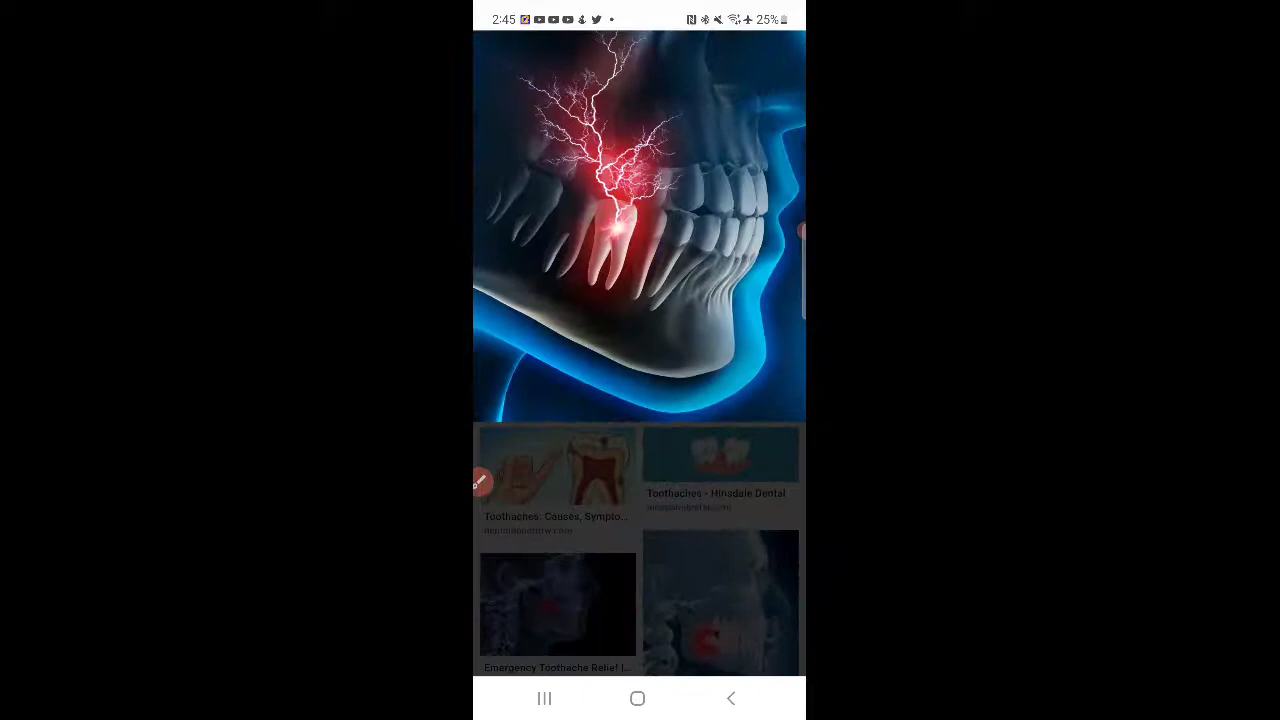 2:45
25%
Toothaches: Causes, Sympto...
Toothaches - Hinsdale Dental
Emergency Toothache Relief |...